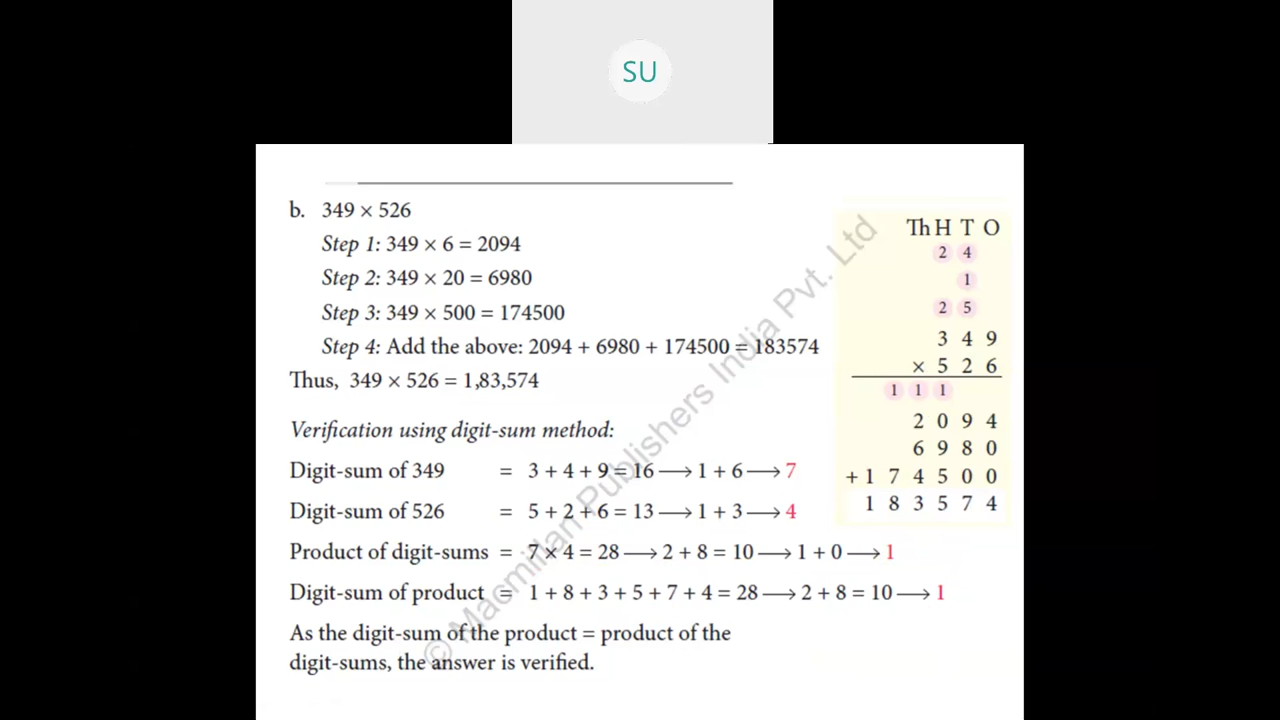 SU
b. 349 × 526
Step 1: 349 × 6 = 2094
Step 2: 349 × 20 = 6980
Step 3: 349 × 500 = 174500
Step 4: Add the above: 2094 + 6980 + 174500 = 183574
Thus, 349 × 526 = 1,83,574
Verification using digit-sum method:
Digit-sum of 349 = 3 + 4 + 9 = 16 ⟶ 1 + 6 ⟶ 7
Digit-sum of 526 = 5 + 2 + 6 = 13 ⟶ 1 + 3 ⟶ 4
Product of digit-sums = 7 × 4 = 28 ⟶ 2 + 8 = 10 ⟶ 1 + 0 ⟶ 1
Digit-sum of product = 1 + 8 + 3 + 5 + 7 + 4 = 28 ⟶ 2 + 8 = 10 ⟶ 1
As the digit-sum of the product = product of the
digit-sums, the answer is verified.
Th H T O
2 4
1
2 5
3 4 9
× 5 2 6
1 1 1
2 0 9 4
6 9 8 0
+ 1 7 4 5 0 0
1 8 3 5 7 4
© Macmillan Publishers India Pvt. Ltd